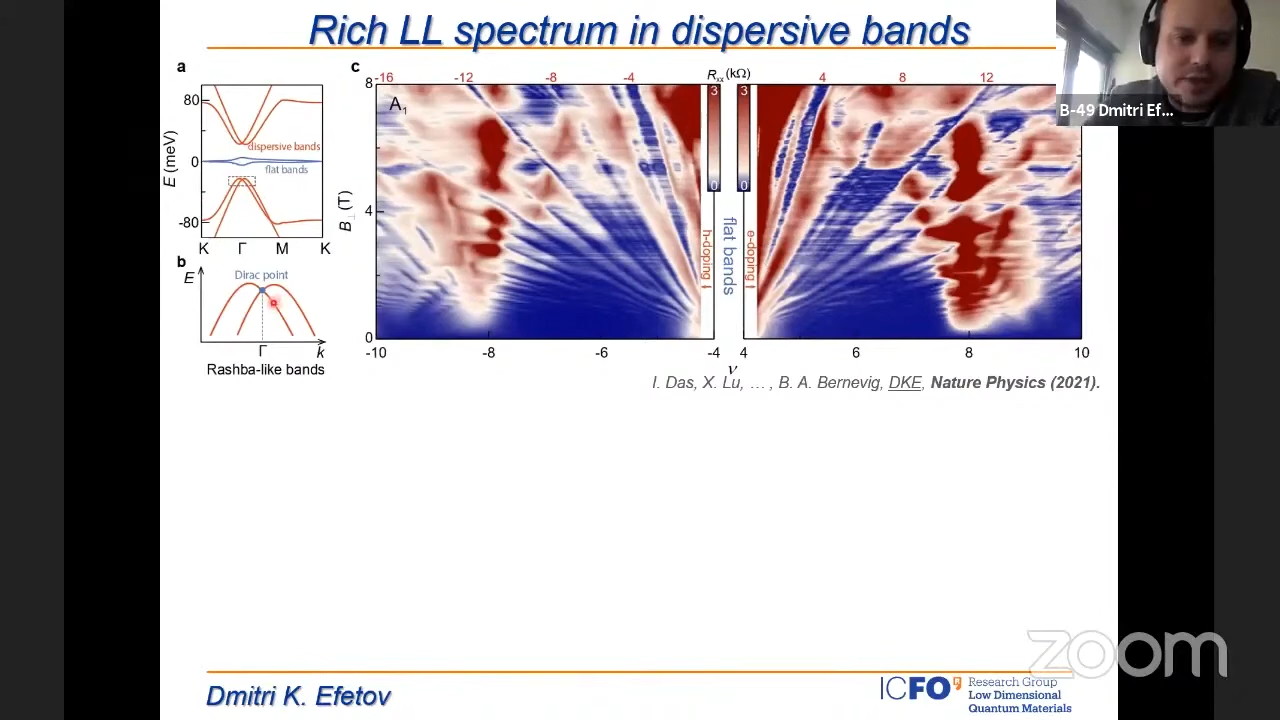 Rich LL spectrum in dispersive bands
B-49 Dmitri Ef...
a
80
0
-80
E (meV)
dispersive bands
flat bands
K Γ M K
b
E
Dirac point
Γ k
Rashba-like bands
c
-16 -12 -8 -4 Rxx (kΩ) 4 8 12
8
4
0
B⊥ (T)
A1
3 3
0 0
h-doping
flat bands
e-doping
-10 -8 -6 -4 4 6 8 10
ν
I. Das, X. Lu, … , B. A. Bernevig, DKE, Nature Physics (2021).
zoom
Dmitri K. Efetov
ICFO
Research Group
Low Dimensional
Quantum Materials